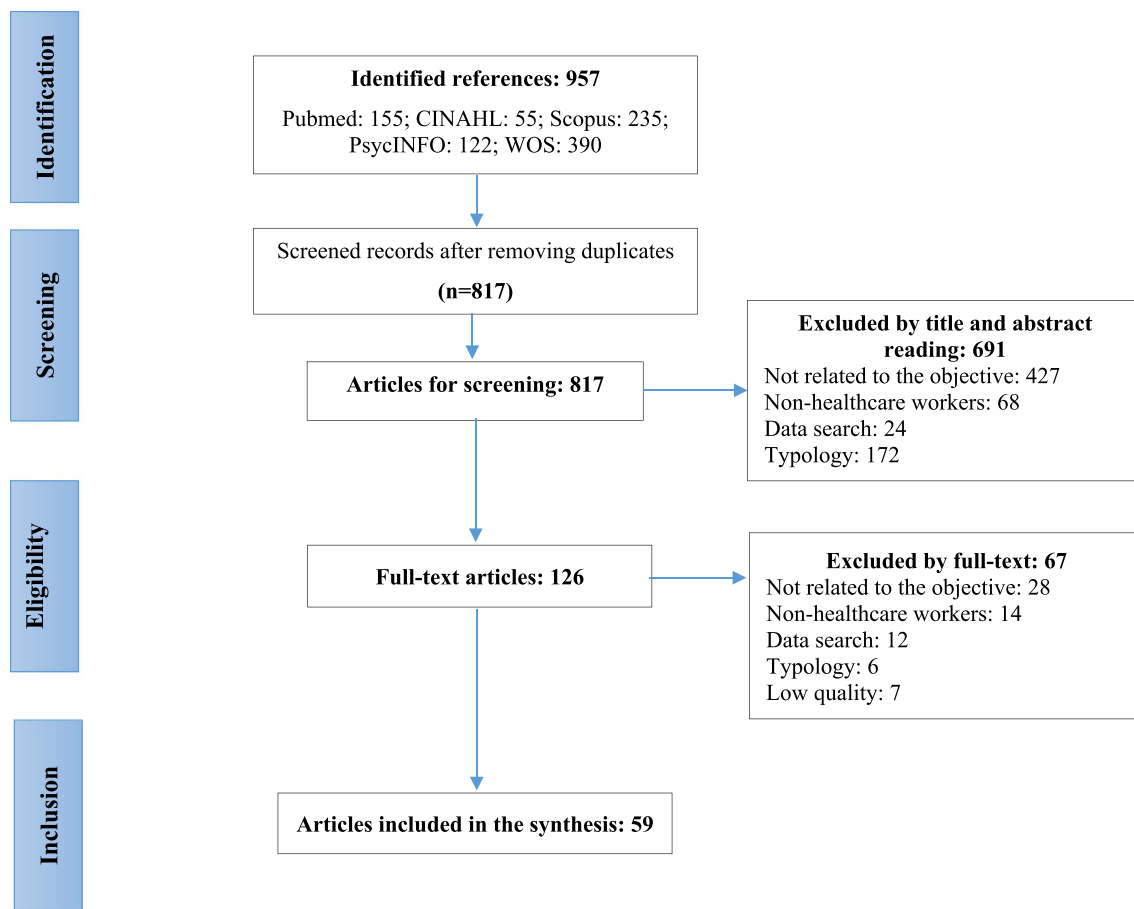 Identification
Identified references: 957
Pubmed: 155; CINAHL: 55; Scopus: 235;
PsycINFO: 122; WOS: 390
Screening
Screened records after removing duplicates
(n=817)
Articles for screening: 817
Excluded by title and abstract
reading: 691
Not related to the objective: 427
Non-healthcare workers: 68
Data search: 24
Typology: 172
Eligibility
Full-text articles: 126
Excluded by full-text: 67
Not related to the objective: 28
Non-healthcare workers: 14
Data search: 12
Typology: 6
Low quality: 7
Inclusion
Articles included in the synthesis: 59